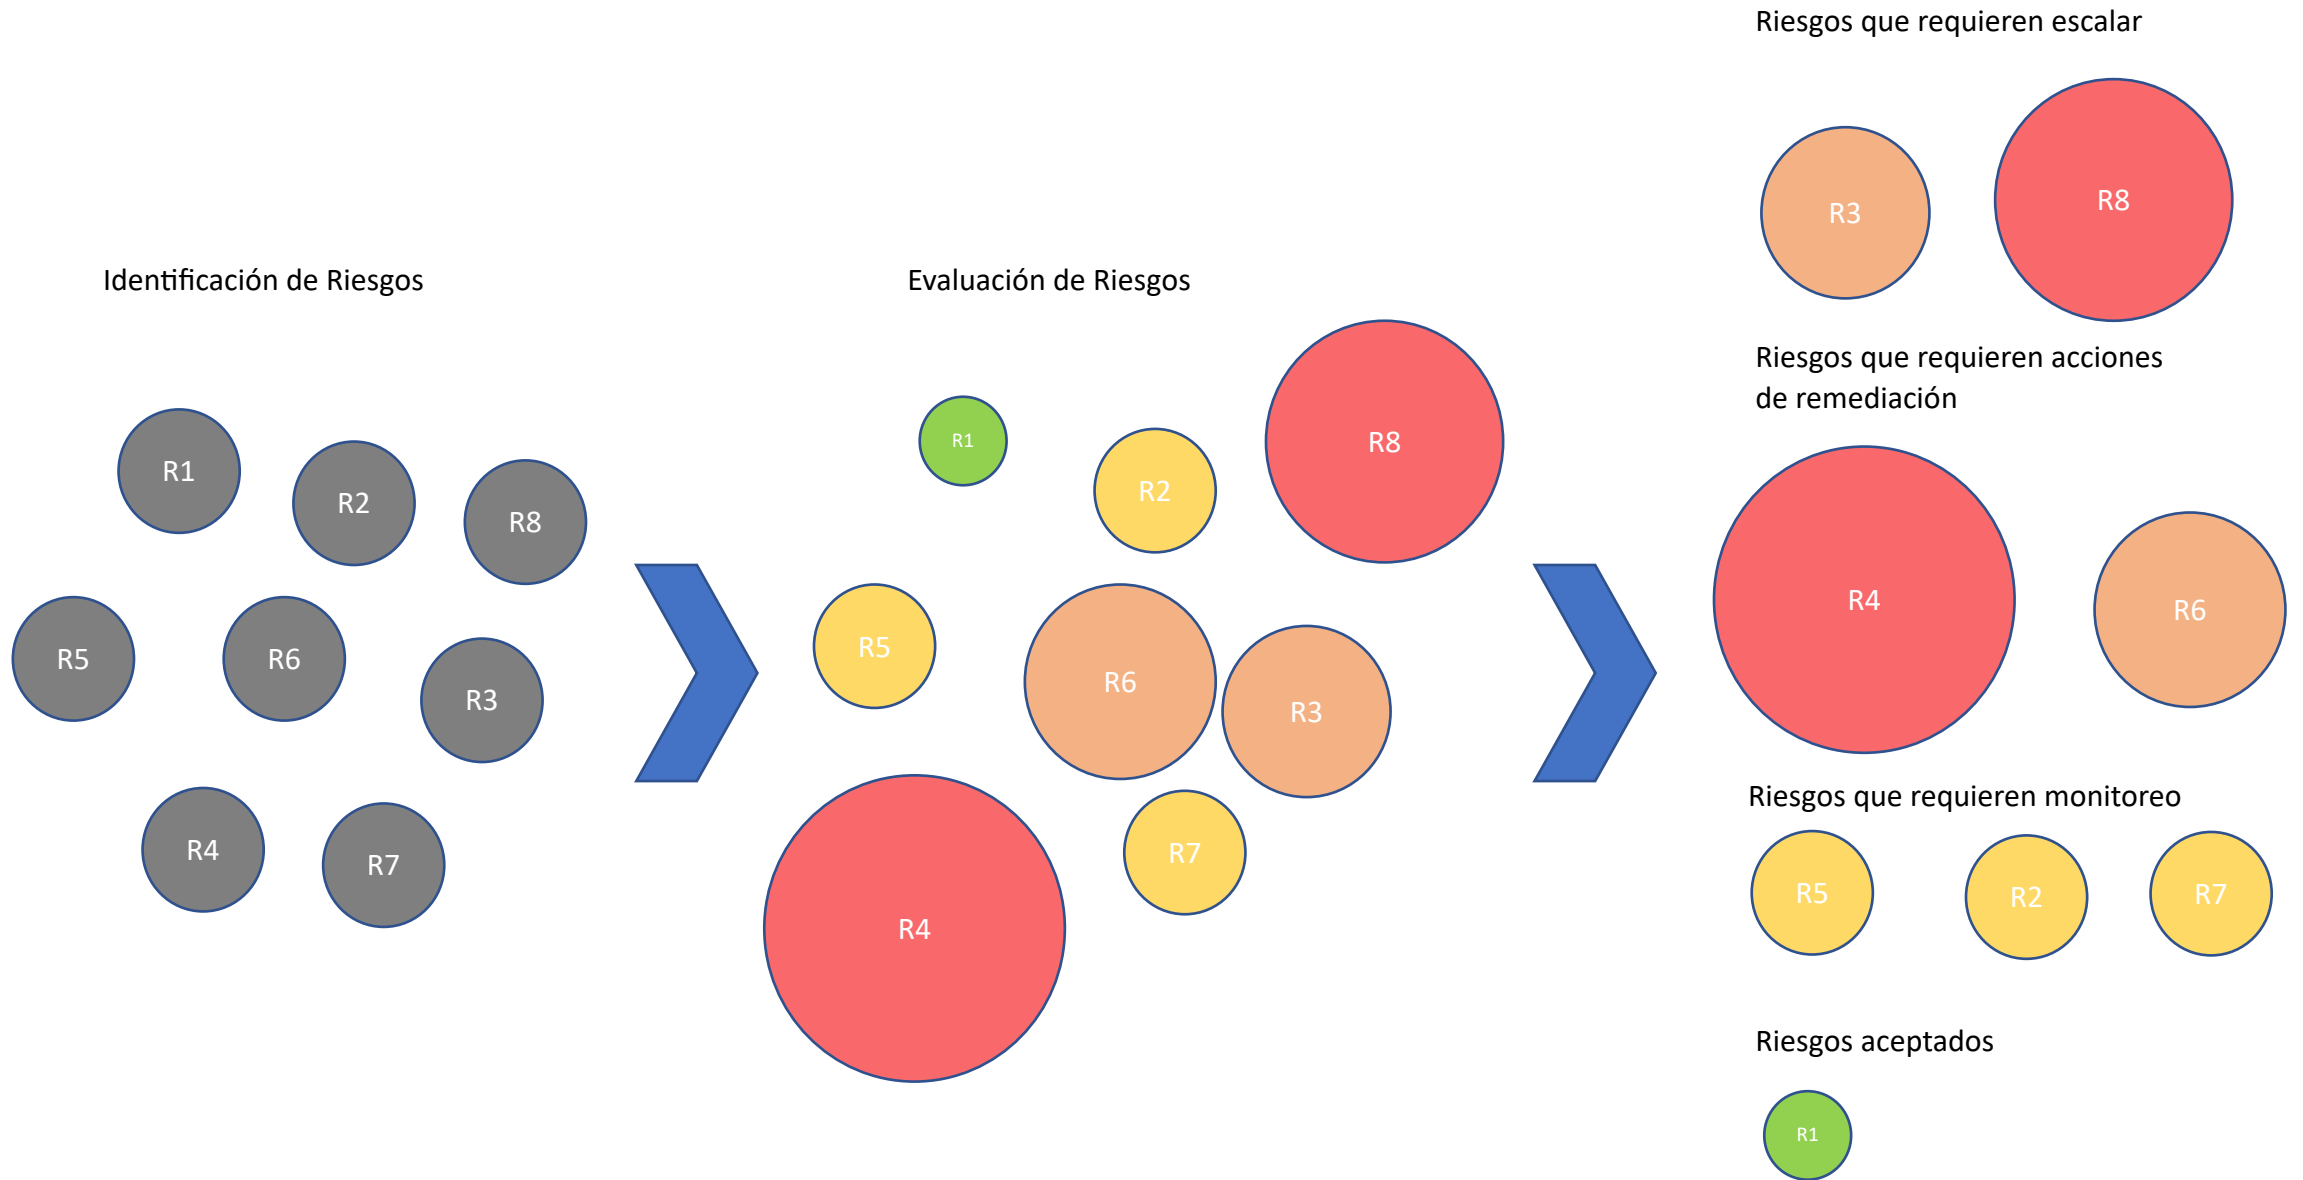 Identificación de Riesgos
R1
R2
R8
R5
R6
R3
R4
R7
Evaluación de Riesgos
R1
R2
R8
R5
R6
R3
R7
R4
Riesgos que requieren escalar
R3
R8
Riesgos que requieren acciones
de remediación
R4
R6
Riesgos que requieren monitoreo
R5
R2
R7
Riesgos aceptados
R1